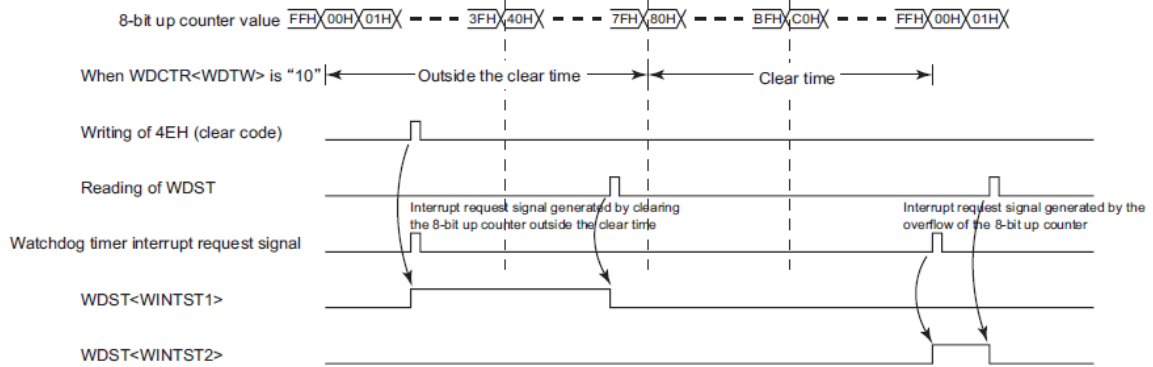 8-bit up counter value FFH 00H 01H 3FH 40H 7FH 80H BFH C0H FFH 00H 01H
When WDCTR<WDTW> is “10” Outside the clear time Clear time
Writing of 4EH (clear code)
Reading of WDST
Interrupt request signal generated by clearing
the 8-bit up counter outside the clear time
Interrupt request signal generated by the
overflow of the 8-bit up counter
Watchdog timer interrupt request signal
WDST<WINTST1>
WDST<WINTST2>